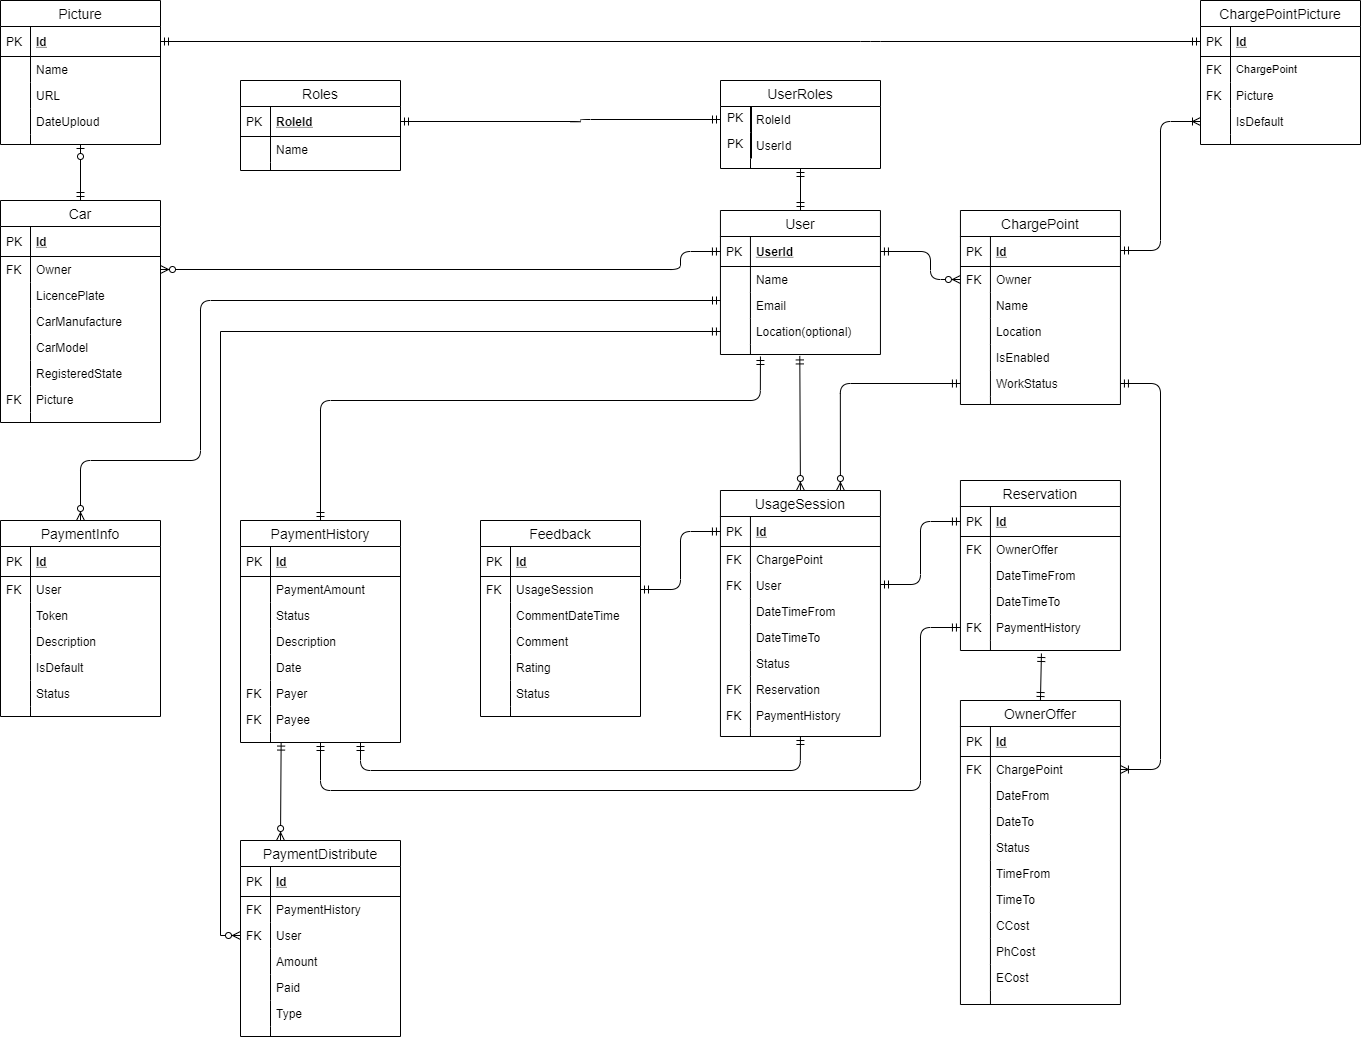 Picture
PK Id
Name
URL
DateUploud
ChargePointPicture
PK Id
FK ChargePoint
FK Picture
IsDefault
Roles
PK RoleId
Name
UserRoles
PK RoleId
PK UserId
Car
PK Id
FK Owner
LicencePlate
CarManufacture
CarModel
RegisteredState
FK Picture
User
PK UserId
Name
Email
Location(optional)
ChargePoint
PK Id
FK Owner
Name
Location
IsEnabled
WorkStatus
PaymentInfo
PK Id
FK User
Token
Description
IsDefault
Status
PaymentHistory
PK Id
PaymentAmount
Status
Description
Date
FK Payer
FK Payee
Feedback
PK Id
FK UsageSession
CommentDateTime
Comment
Rating
Status
UsageSession
PK Id
FK ChargePoint
FK User
DateTimeFrom
DateTimeTo
Status
FK Reservation
FK PaymentHistory
Reservation
PK Id
FK OwnerOffer
DateTimeFrom
DateTimeTo
FK PaymentHistory
OwnerOffer
PK Id
FK ChargePoint
DateFrom
DateTo
Status
TimeFrom
TimeTo
CCost
PhCost
ECost
PaymentDistribute
PK Id
FK PaymentHistory
FK User
Amount
Paid
Type